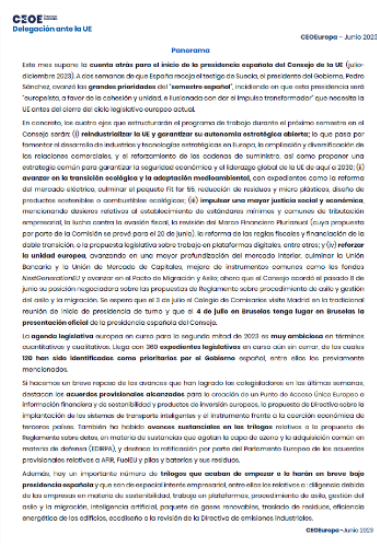 CEOE
Delegación ante la UE
CEOEuropa - Junio 2023
Panorama
Este mes supone la cuenta atrás para el inicio de la presidencia española del Consejo de la UE (julio-
diciembre 2023). A dos semanas de que España recoja el testigo de Suecia, el presidente del Gobierno, Pedro
Sánchez, avanzó las grandes prioridades del "semestre español", incidiendo en que esta presidencia será
"europeísta, a favor de la cohesión y unidad, e ilusionada con dar el impulso transformador" que necesita la
UE antes del cierre del ciclo legislativo europeo actual.
En concreto, los cuatro ejes que estructurarán el programa de trabajo durante el próximo semestre en el
Consejo serán: (i) reindustrializar la UE y garantizar su autonomía estratégica abierta; lo que pasa por
fomentar el desarrollo de industrias y tecnologías estratégicas en Europa, la ampliación y diversificación de
las relaciones comerciales, y el reforzamiento de las cadenas de suministro, así como proponer una
estrategia común para garantizar la seguridad económica y el liderazgo global de la UE de aquí a 2030; (ii)
avanzar en la transición ecológica y la adaptación medioambiental, con expedientes como la reforma
del mercado eléctrico, culminar el paquete Fit for 55, reducción de residuos y micro plásticos, diseño de
productos sostenibles o combustibles ecológicos; (iii) impulsar una mayor justicia social y económica,
mencionando dossiers relativos al establecimiento de estándares mínimos y comunes de tributación
empresarial, la lucha contra la evasión fiscal, la revisión del Marco Financiero Plurianual (cuya propuesta
por parte de la Comisión se prevé para el 20 de junio), la reforma de las reglas fiscales y financiación de la
doble transición, o la propuesta legislativa sobre trabajo en plataformas digitales, entre otros; y (iv) reforzar
la unidad europea, avanzando en una mayor profundización del mercado interior, culminar la Unión
Bancaria y la Unión de Mercado de Capitales, mejora de instrumentos comunes como los fondos
NextGenerationEU y avanzar en el Pacto de Migración y Asilo; ahora que el Consejo acordó el pasado 8 de
junio su posición negociadora sobre las propuestas de Reglamento sobre procedimiento de asilo y gestión
del asilo y la migración. Se espera que el 3 de julio el Colegio de Comisarios visite Madrid en la tradicional
reunión de inicio de presidencia de turno y que el 4 de julio en Bruselas tenga lugar en Bruselas la
presentación oficial de la presidencia española del Consejo.
La agenda legislativa europea en curso para la segunda mitad de 2023 es muy ambiciosa en términos
cuantitativos y cualitativos. Llega con 360 expedientes legislativos en curso aún sin cerrar, de los cuales
120 han sido identificados como prioritarios por el Gobierno español, entre ellos los previamente
mencionados.
Si hacemos un breve repaso de los avances que han logrado los colegisladores en las últimas semanas,
destacan los acuerdos provisionales alcanzados para la creación de un Punto de Acceso Único Europeo a
información financiera y de sostenibilidad y productos de inversión europeos, la propuesta de Directiva sobre la
implantación de los sistemas de transporte inteligentes y el instrumento frente a la coerción económica de
terceros países. También ha habido avances sustanciales en los trílogos relativos a la propuesta de
Reglamento sobre datos, en materia de sustancias que agotan la capa de ozono y la adquisición común en
materia de defensa (EDIRPA), y destaca la ratificación por parte del Parlamento Europeo de los acuerdos
provisionales relativos a AFIR, FuelEU y pilas y baterías y sus residuos.
Además, hay un importante número de trílogos que acaban de empezar o la harán en breve bajo
presidencia española y que son de especial interés empresarial, entre ellos los relativos a: diligencia debida
de las empresas en materia de sostenibilidad, trabajo en plataformas, procedimiento de asilo, gestión del
asilo y la migración, inteligencia artificial, paquete de gases renovables, traslado de residuos, eficiencia
energética de los edificios, ecodiseño o la revisión de la Directiva de emisiones industriales.
CEOEuropa -Junio 2023